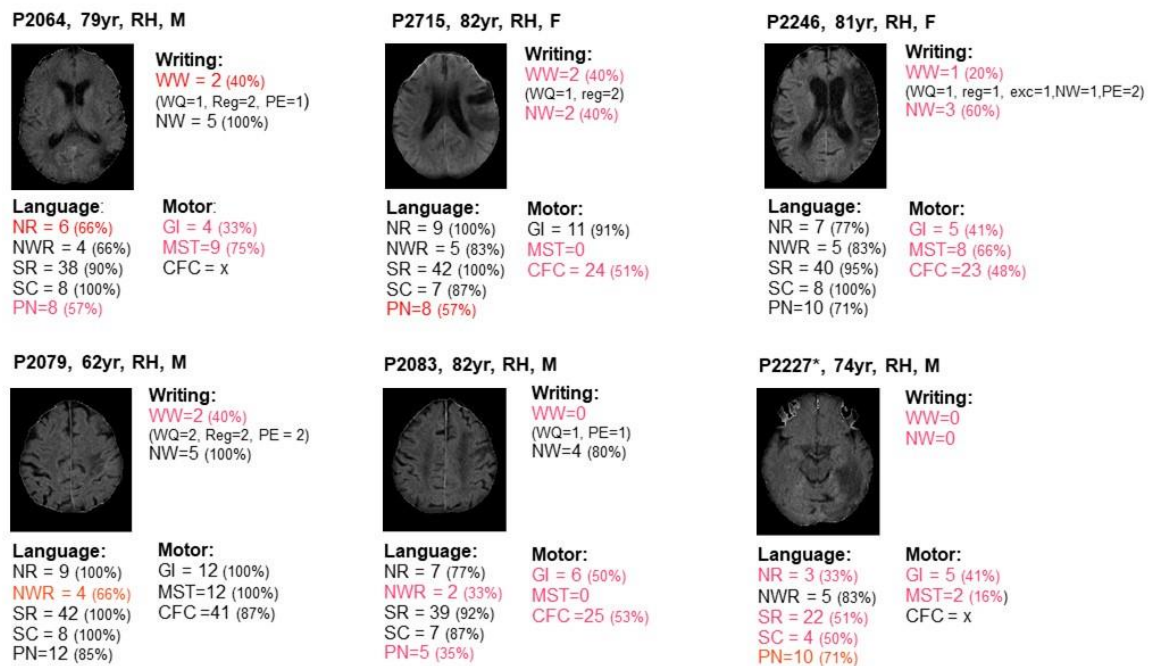 P2064, 79yr, RH, M
Writing:
WW = 2 (40%)
(WQ=1, Reg=2, PE=1)
NW = 5 (100%)
Language:
NR = 6 (66%)
NWR = 4 (66%)
SR = 38 (90%)
SC = 8 (100%)
PN=8 (57%)
Motor:
GI = 4 (33%)
MST=9 (75%)
CFC = x
P2715, 82yr, RH, F
Writing:
WW=2 (40%)
(WQ=1, reg=2)
NW=2 (40%)
Language:
NR = 9 (100%)
NWR = 5 (83%)
SR = 42 (100%)
SC = 7 (87%)
PN=8 (57%)
Motor:
GI = 11 (91%)
MST=0
CFC = 24 (51%)
P2246, 81yr, RH, F
Writing:
WW=1 (20%)
(WQ=1, reg=1, exc=1,NW=1,PE=2)
NW=3 (60%)
Language:
NR = 7 (77%)
NWR = 5 (83%)
SR = 40 (95%)
SC = 8 (100%)
PN=10 (71%)
Motor:
GI = 5 (41%)
MST=8 (66%)
CFC=23 (48%)
P2079, 62yr, RH, M
Writing:
WW=2 (40%)
(WQ=2, Reg=2, PE = 2)
NW=5 (100%)
Language:
NR = 9 (100%)
NWR = 4 (66%)
SR = 42 (100%)
SC = 8 (100%)
PN=12 (85%)
Motor:
GI = 12 (100%)
MST=12 (100%)
CFC =41 (87%)
P2083, 82yr, RH, M
Writing:
WW=0
(WQ=1, PE=1)
NW=4 (80%)
Language:
NR = 7 (77%)
NWR = 2 (33%)
SR = 39 (92%)
SC = 7 (87%)
PN=5 (35%)
Motor:
GI = 6 (50%)
MST=0
CFC =25 (53%)
P2227*, 74yr, RH, M
Writing:
WW=0
NW=0
Language:
NR = 3 (33%)
NWR = 5 (83%)
SR = 22 (51%)
SC = 4 (50%)
PN=10 (71%)
Motor:
GI = 5 (41%)
MST=2 (16%)
CFC = x